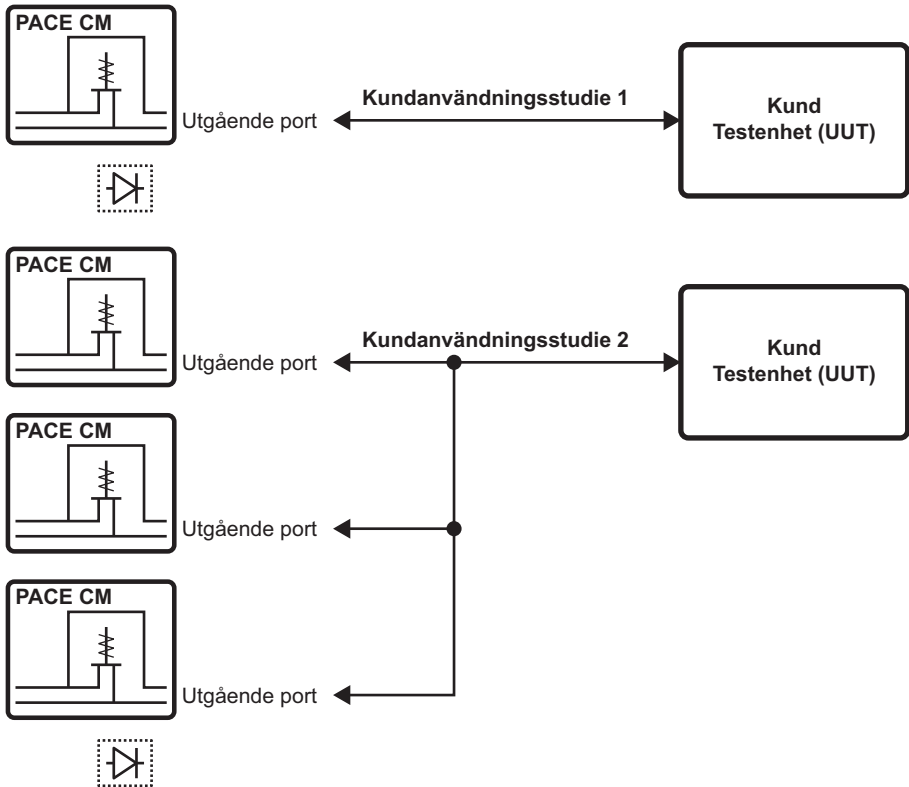 PACE CM
Utgående port
Kundanvändningsstudie 1
Kund
Testenhet (UUT)
PACE CM
Utgående port
Kundanvändningsstudie 2
Kund
Testenhet (UUT)
PACE CM
Utgående port
PACE CM
Utgående port